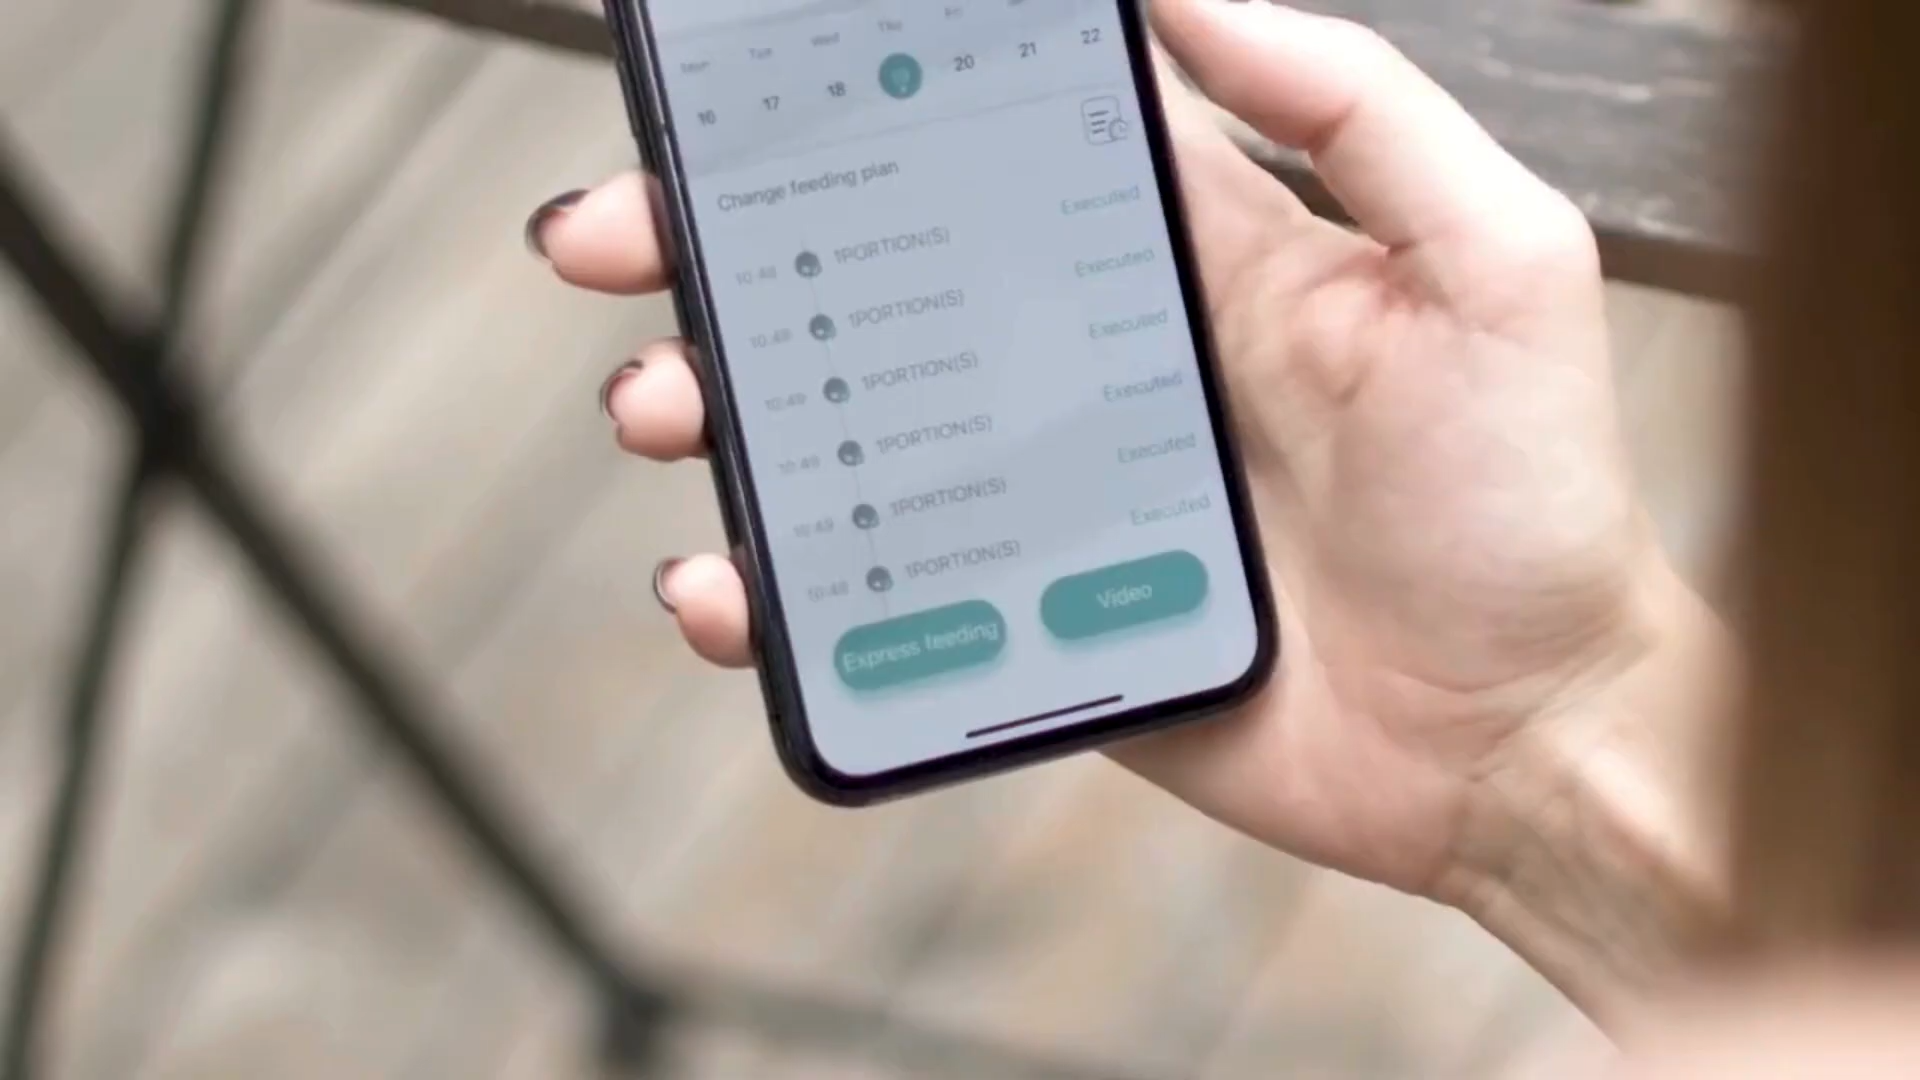 Mon Tue Wed Thu Fri
16 17 18 19 20 21 22
Change feeding plan
10:48 1PORTION(S) Executed
10:49 1PORTION(S) Executed
10:49 1PORTION(S) Executed
10:49 1PORTION(S) Executed
10:49 1PORTION(S) Executed
1PORTION(S) Executed
Express feeding Video